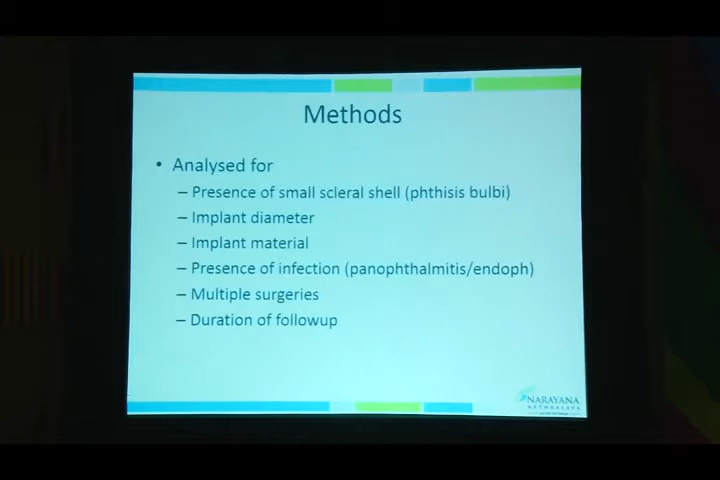 Methods
• Analysed for
– Presence of small scleral shell (phthisis bulbi)
– Implant diameter
– Implant material
– Presence of infection (panophthalmitis/endoph)
– Multiple surgeries
– Duration of followup
NARAYANA
NETHRALAYA